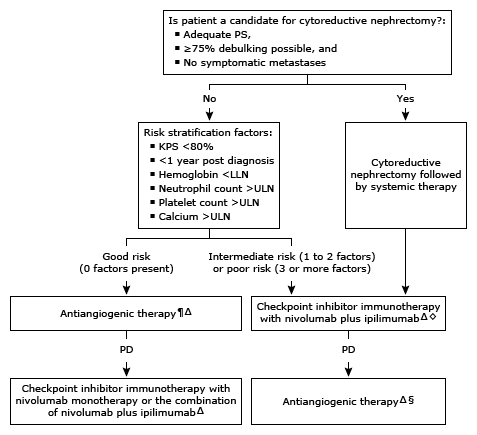 Is patient a candidate for cytoreductive nephrectomy?:
▪ Adequate PS,
▪ ≥75% debulking possible, and
▪ No symptomatic metastases
No
Yes
Risk stratification factors:
▪ KPS <80%
▪ <1 year post diagnosis
▪ Hemoglobin <LLN
▪ Neutrophil count >ULN
▪ Platelet count >ULN
▪ Calcium >ULN
Cytoreductive
nephrectomy followed
by systemic therapy
Good risk
(0 factors present)
Intermediate risk (1 to 2 factors)
or poor risk (3 or more factors)
Antiangiogenic therapy¶Δ
Checkpoint inhibitor immunotherapy
with nivolumab plus ipilimumabΔ◇
PD
PD
Checkpoint inhibitor immunotherapy with
nivolumab monotherapy or the combination
of nivolumab plus ipilimumabΔ
Antiangiogenic therapyΔ§